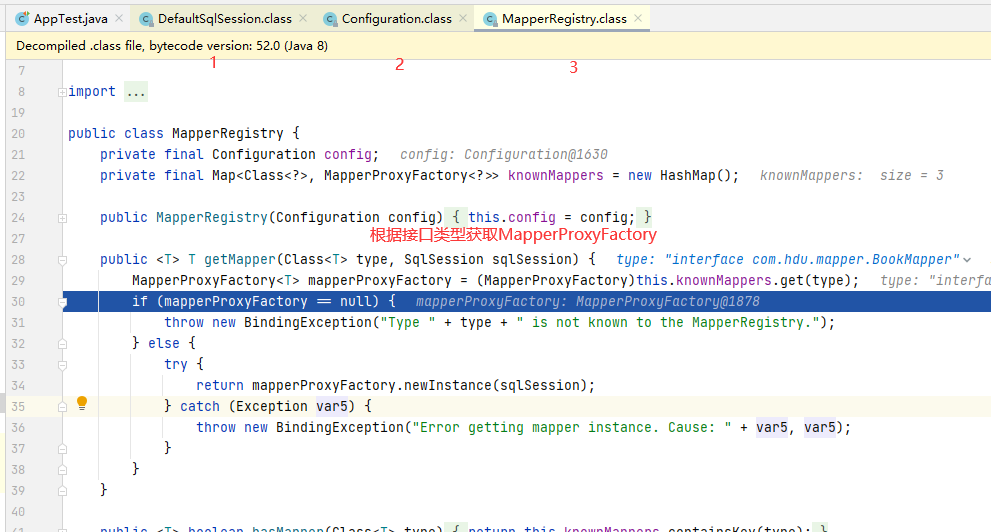 AppTest.java DefaultSqlSession.class Configuration.class MapperRegistry.class
Decompiled .class file, bytecode version: 52.0 (Java 8)
1 2 3
7
8 import ...
19
20 public class MapperRegistry {
21 private final Configuration config; config: Configuration@1630
22 private final Map<Class<?>, MapperProxyFactory<?>> knownMappers = new HashMap(); knownMappers: size = 3
23
24 public MapperRegistry(Configuration config) { this.config = config; }
27 根据接口类型获取MapperProxyFactory
28 public <T> T getMapper(Class<T> type, SqlSession sqlSession) { type: "interface com.hdu.mapper.BookMapper"
29 MapperProxyFactory<T> mapperProxyFactory = (MapperProxyFactory)this.knownMappers.get(type); type: "interfa
30 if (mapperProxyFactory == null) { mapperProxyFactory: MapperProxyFactory@1878
31 throw new BindingException("Type " + type + " is not known to the MapperRegistry.");
32 } else {
33 try {
34 return mapperProxyFactory.newInstance(sqlSession);
35 } catch (Exception var5) {
36 throw new BindingException("Error getting mapper instance. Cause: " + var5, var5);
37 }
38 }
39 }
40
41 public <T> boolean hasMapper(Class<T> type) { return this.knownMappers.containsKey(type); }